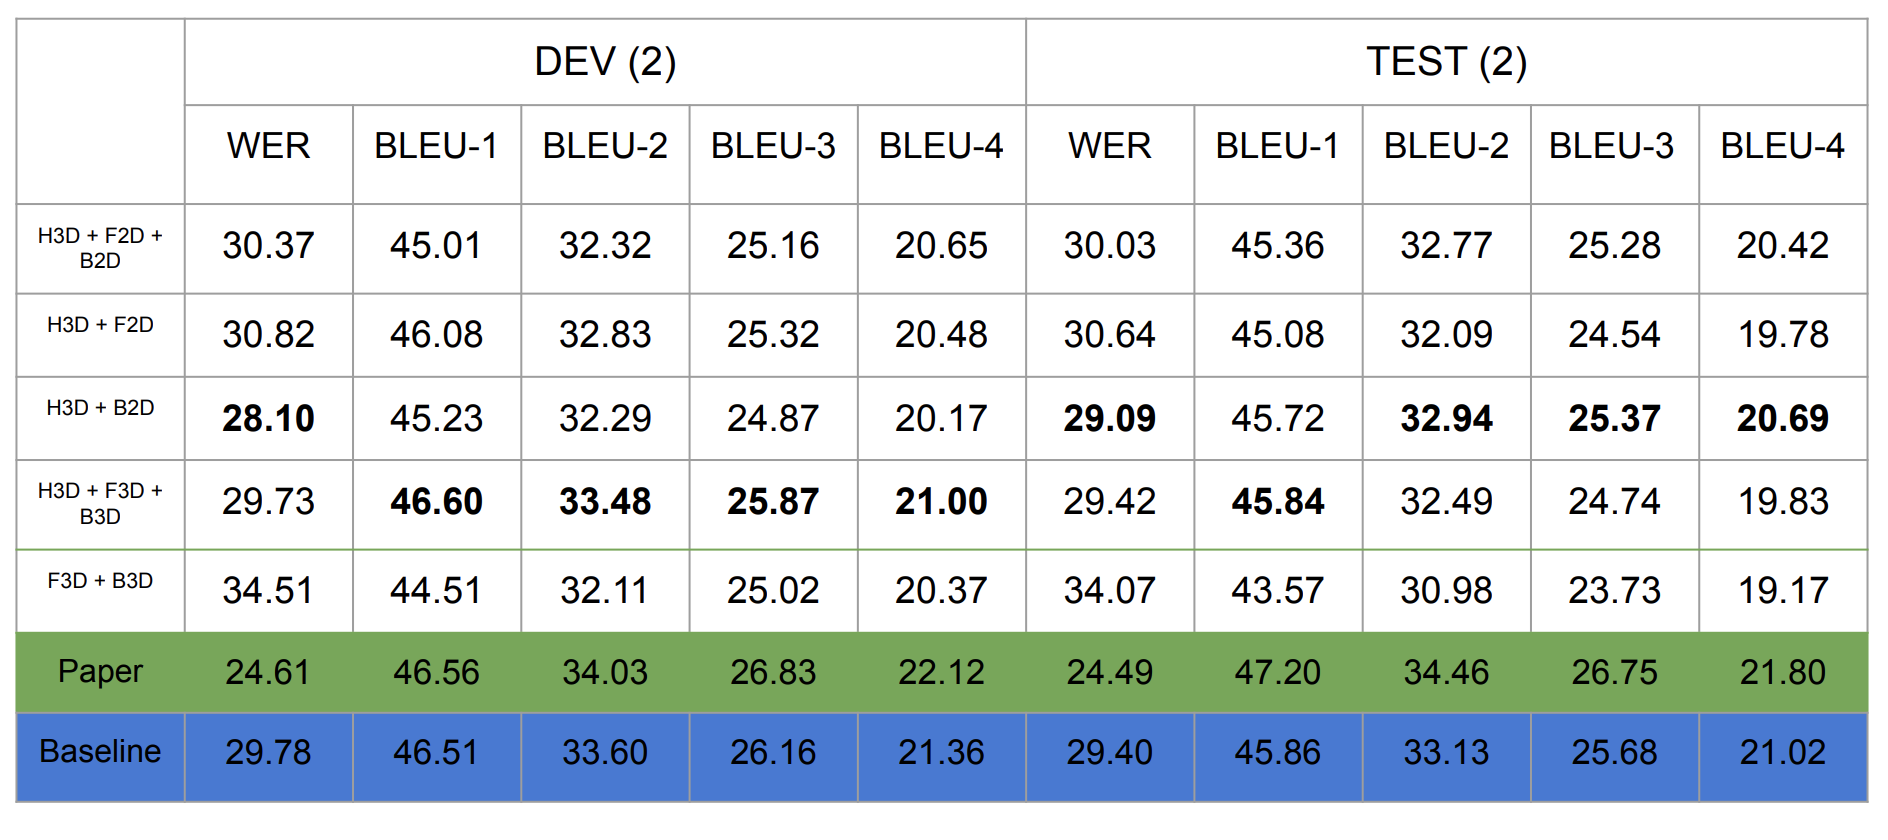 DEV (2) TEST (2)
WER BLEU-1 BLEU-2 BLEU-3 BLEU-4 WER BLEU-1 BLEU-2 BLEU-3 BLEU-4
H3D + F2D +
B2D 30.37 45.01 32.32 25.16 20.65 30.03 45.36 32.77 25.28 20.42
H3D + F2D 30.82 46.08 32.83 25.32 20.48 30.64 45.08 32.09 24.54 19.78
H3D + B2D 28.10 45.23 32.29 24.87 20.17 29.09 45.72 32.94 25.37 20.69
H3D + F3D +
B3D 29.73 46.60 33.48 25.87 21.00 29.42 45.84 32.49 24.74 19.83
F3D + B3D 34.51 44.51 32.11 25.02 20.37 34.07 43.57 30.98 23.73 19.17
Paper 24.61 46.56 34.03 26.83 22.12 24.49 47.20 34.46 26.75 21.80
Baseline 29.78 46.51 33.60 26.16 21.36 29.40 45.86 33.13 25.68 21.02